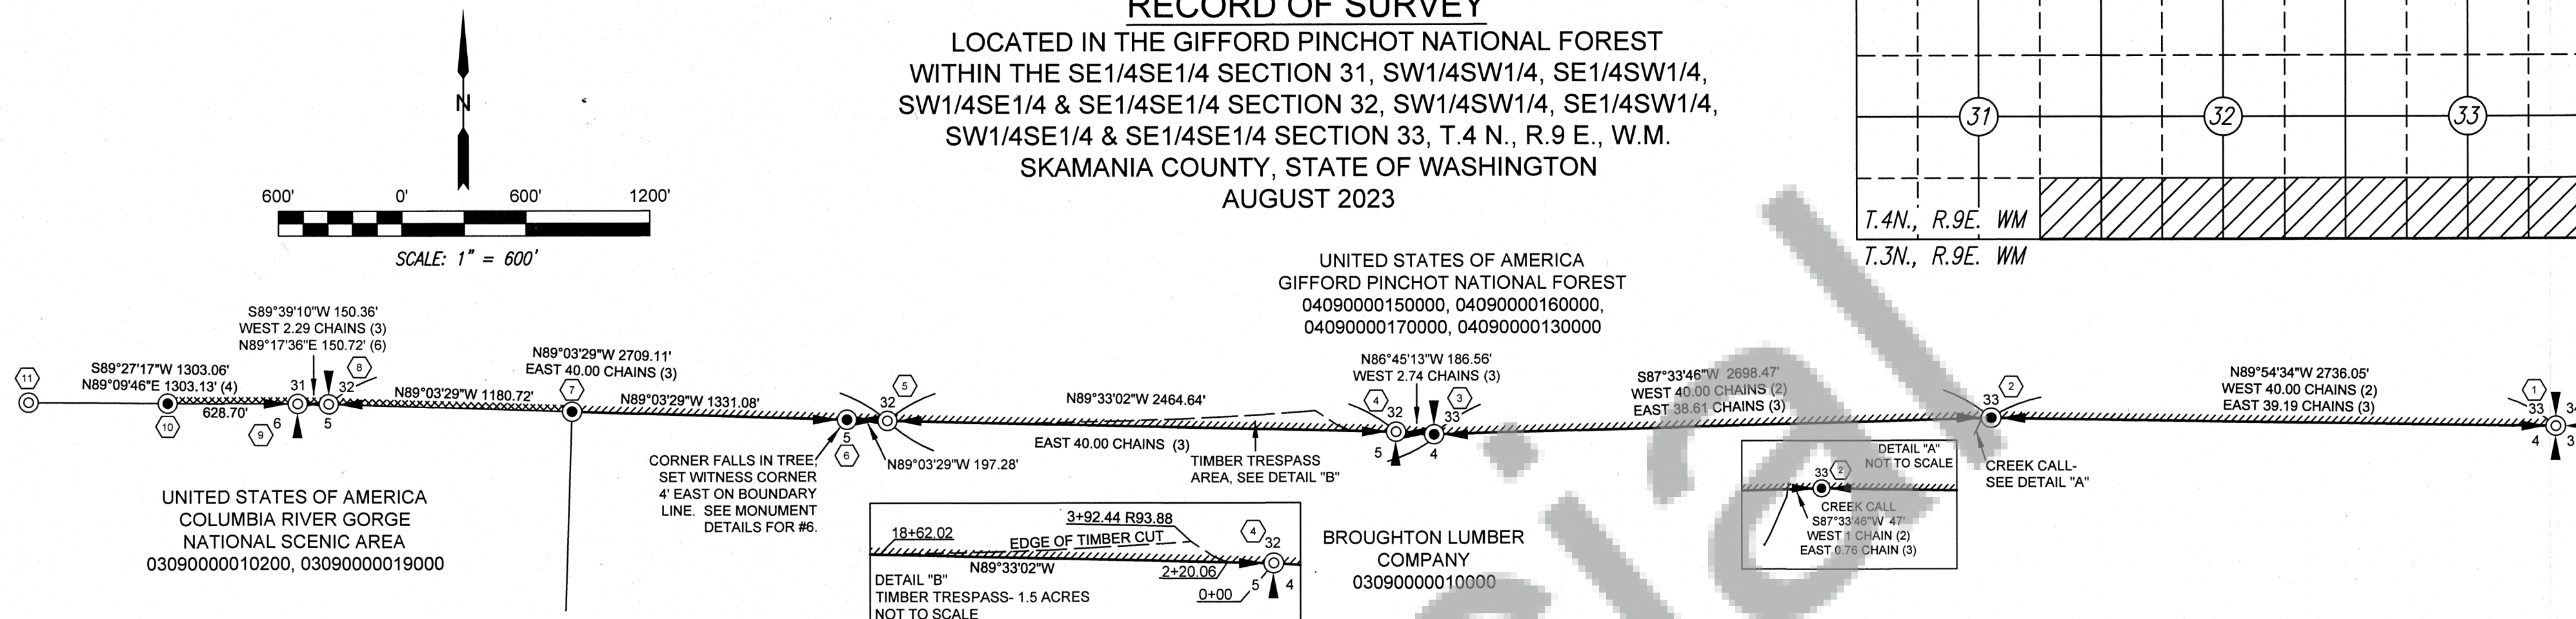 RECORD OF SURVEY
LOCATED IN THE GIFFORD PINCHOT NATIONAL FOREST
WITHIN THE SE1/4SE1/4 SECTION 31, SW1/4SW1/4, SE1/4SW1/4,
SW1/4SE1/4 & SE1/4SE1/4 SECTION 32, SW1/4SW1/4, SE1/4SW1/4,
SW1/4SE1/4 & SE1/4SE1/4 SECTION 33, T.4 N., R.9 E., W.M.
SKAMANIA COUNTY, STATE OF WASHINGTON
AUGUST 2023
N
600' 0' 600' 1200'
SCALE: 1" = 600'
31 32 33
T.4N., R.9E. WM
T.3N., R.9E. WM
UNITED STATES OF AMERICA
GIFFORD PINCHOT NATIONAL FOREST
04090000150000, 04090000160000,
04090000170000, 04090000130000
11
S89°27'17"W 1303.06'
N89°09'46"E 1303.13' (4)
628.70'
10
S89°39'10"W 150.36'
WEST 2.29 CHAINS (3)
N89°17'36"E 150.72' (6)
31 32
8
6 5
9
N89°03'29"W 2709.11'
EAST 40.00 CHAINS (3)
7
N89°03'29"W 1180.72'
N89°03'29"W 1331.08'
32
5
5
6
N89°03'29"W 197.28'
CORNER FALLS IN TREE,
SET WITNESS CORNER
4' EAST ON BOUNDARY
LINE. SEE MONUMENT
DETAILS FOR #6.
N89°33'02"W 2464.64'
EAST 40.00 CHAINS (3)
TIMBER TRESPASS
AREA, SEE DETAIL "B"
N86°45'13"W 186.56'
WEST 2.74 CHAINS (3)
4
32
3
33
5 4
S87°33'46"W 2698.47'
WEST 40.00 CHAINS (2)
EAST 38.61 CHAINS (3)
33
2
CREEK CALL-
SEE DETAIL "A"
N89°54'34"W 2736.05'
WEST 40.00 CHAINS (2)
EAST 39.19 CHAINS (3)
1
33 34
4 3
UNITED STATES OF AMERICA
COLUMBIA RIVER GORGE
NATIONAL SCENIC AREA
03090000010200, 03090000019000
18+62.02
3+92.44 R93.88
EDGE OF TIMBER CUT
N89°33'02"W
2+20.06
0+00
4
32
5 4
DETAIL "B"
TIMBER TRESPASS- 1.5 ACRES
NOT TO SCALE
BROUGHTON LUMBER
COMPANY
03090000010000
DETAIL "A"
NOT TO SCALE
33
2
CREEK CALL
S87°33'46"W 47'
WEST 1 CHAIN (2)
EAST 0.76 CHAIN (3)